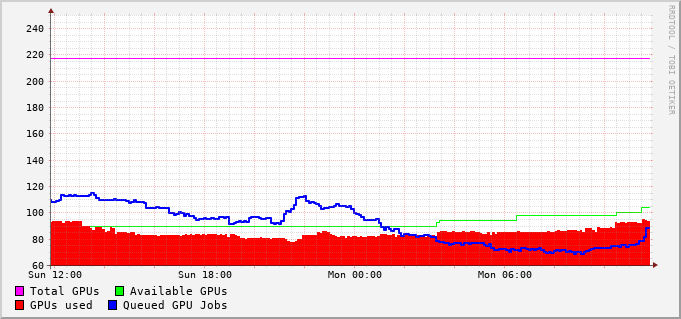 240
220
200
180
160
140
120
100
80
60
Sun 12:00 Sun 18:00 Mon 00:00 Mon 06:00
Total GPUs Available GPUs
GPUs used Queued GPU Jobs
RRDTOOL / TOBI OETIKER